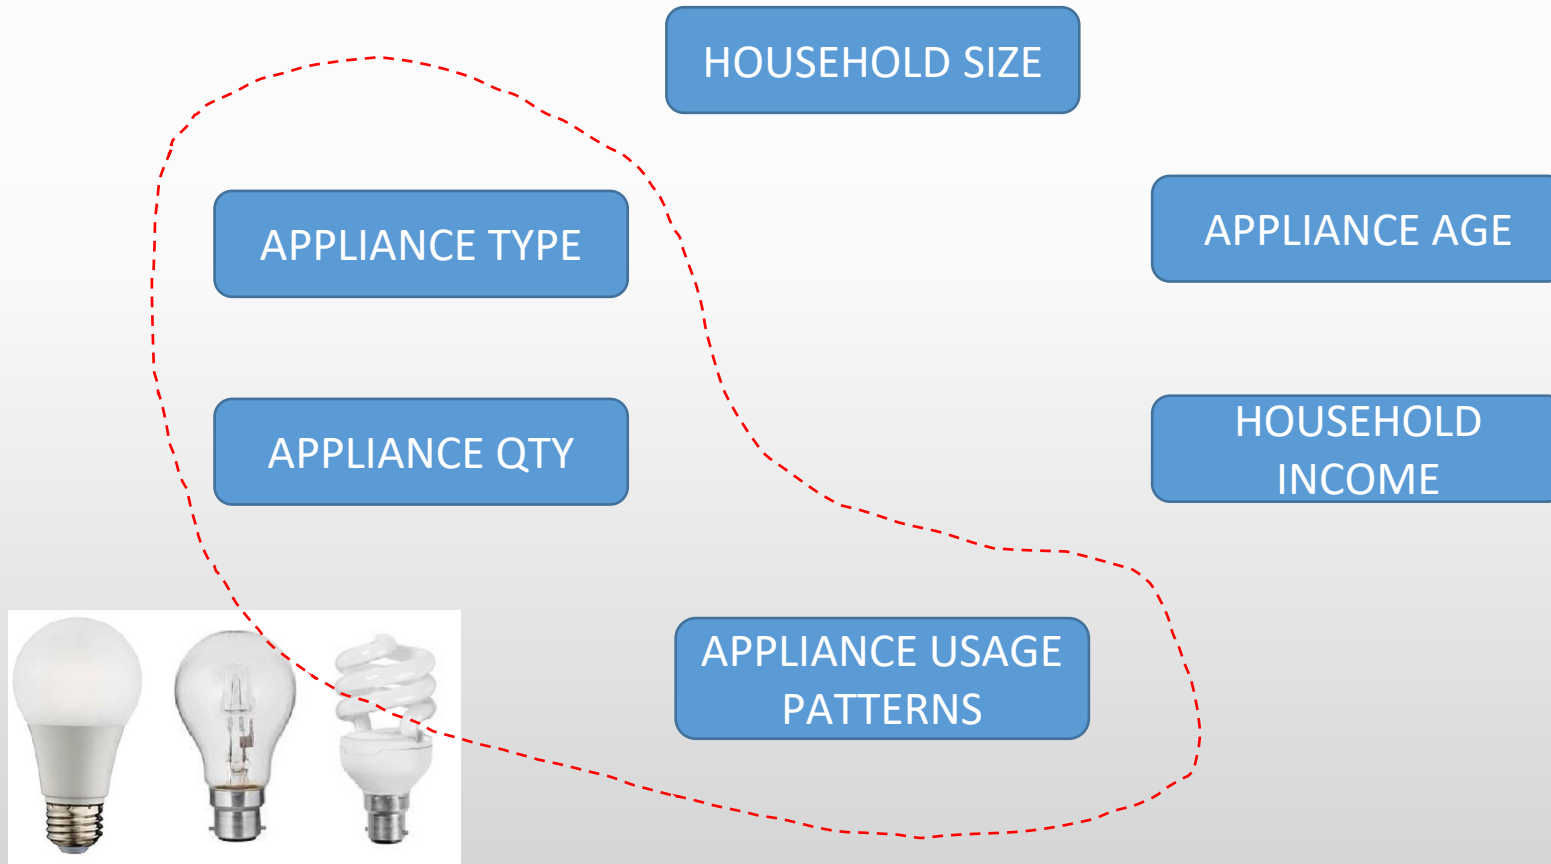 HOUSEHOLD SIZE
APPLIANCE TYPE
APPLIANCE AGE
APPLIANCE QTY
HOUSEHOLD
INCOME
APPLIANCE USAGE
PATTERNS